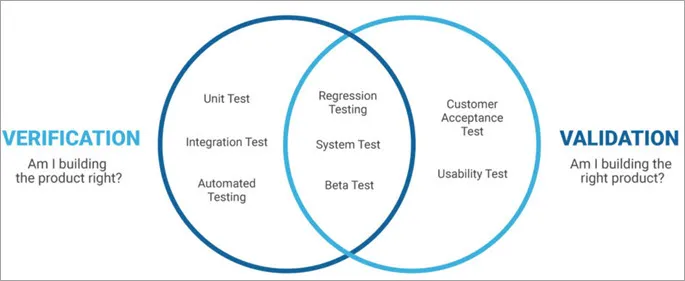 VERIFICATION
Am I building
the product right?
Unit Test
Integration Test
Automated
Testing
Regression
Testing
System Test
Beta Test
Customer
Acceptance
Test
Usability Test
VALIDATION
Am I building the
right product?